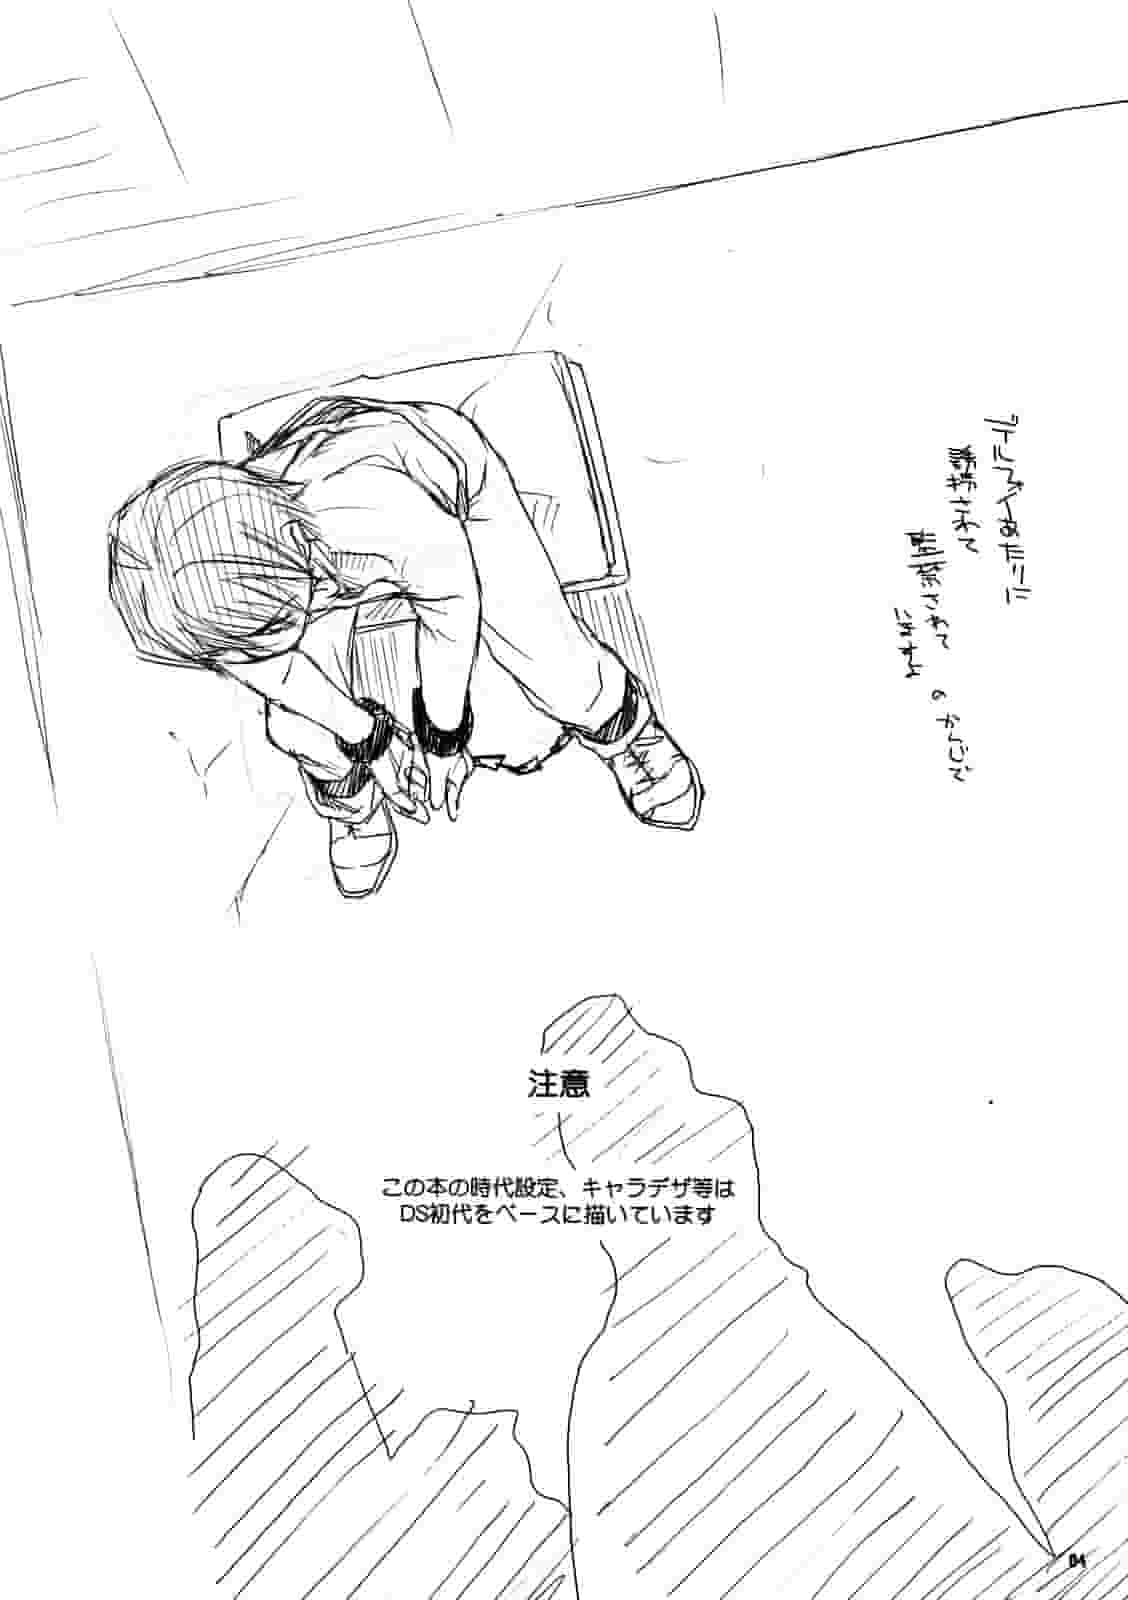 デルフィあたりに
誘拐されて
監禁されて
いますよ
のかんじで
注意
この本の時代設定、キャラデザ等は
DS初代をベースに描いています
04